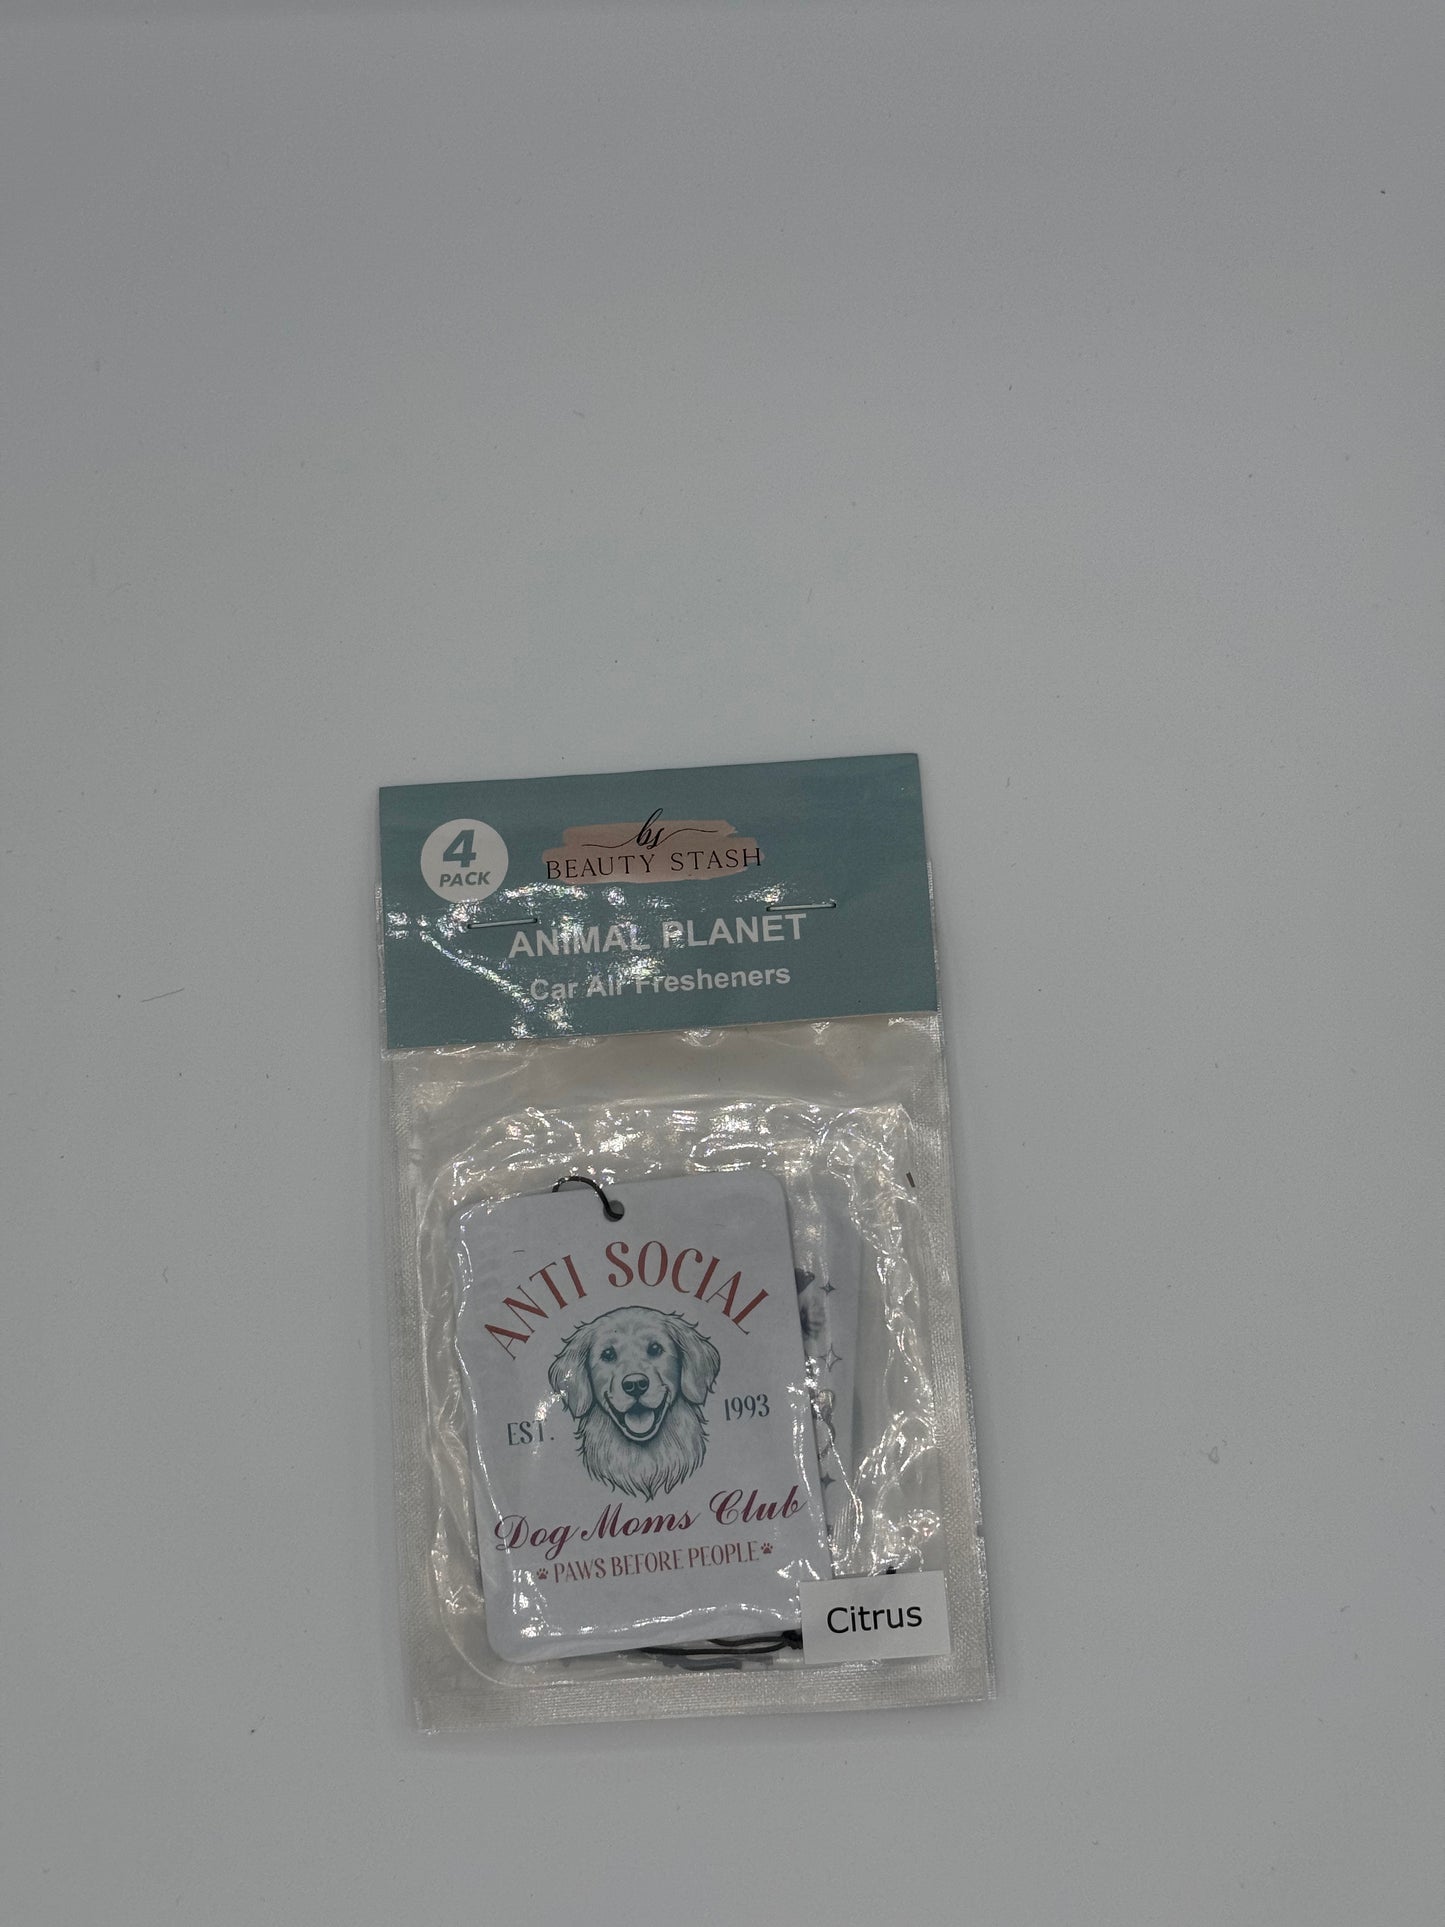 4
PACK
bs
BEAUTY STASH
ANIMAL PLANET
Car Air Fresheners
ANTI SOCIAL
EST. 1993
Dog Moms Club
PAWS BEFORE PEOPLE
Citrus